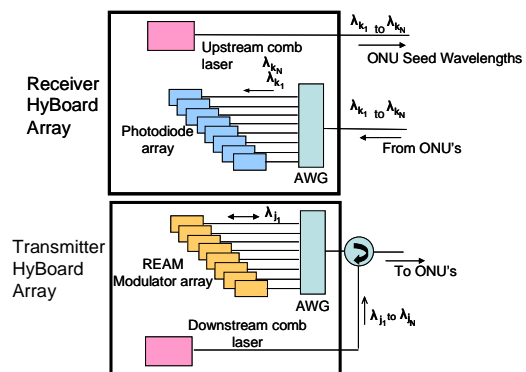 λk1 to λkN
Upstream comb
laser
ONU Seed Wavelengths
λkN
λk1
Receiver
HyBoard
Array
Photodiode
array
λk1 to λkN
From ONU's
AWG
λj1
Transmitter
HyBoard
Array
REAM
Modulator array
To ONU's
AWG
λj1 to λjN
Downstream comb
laser